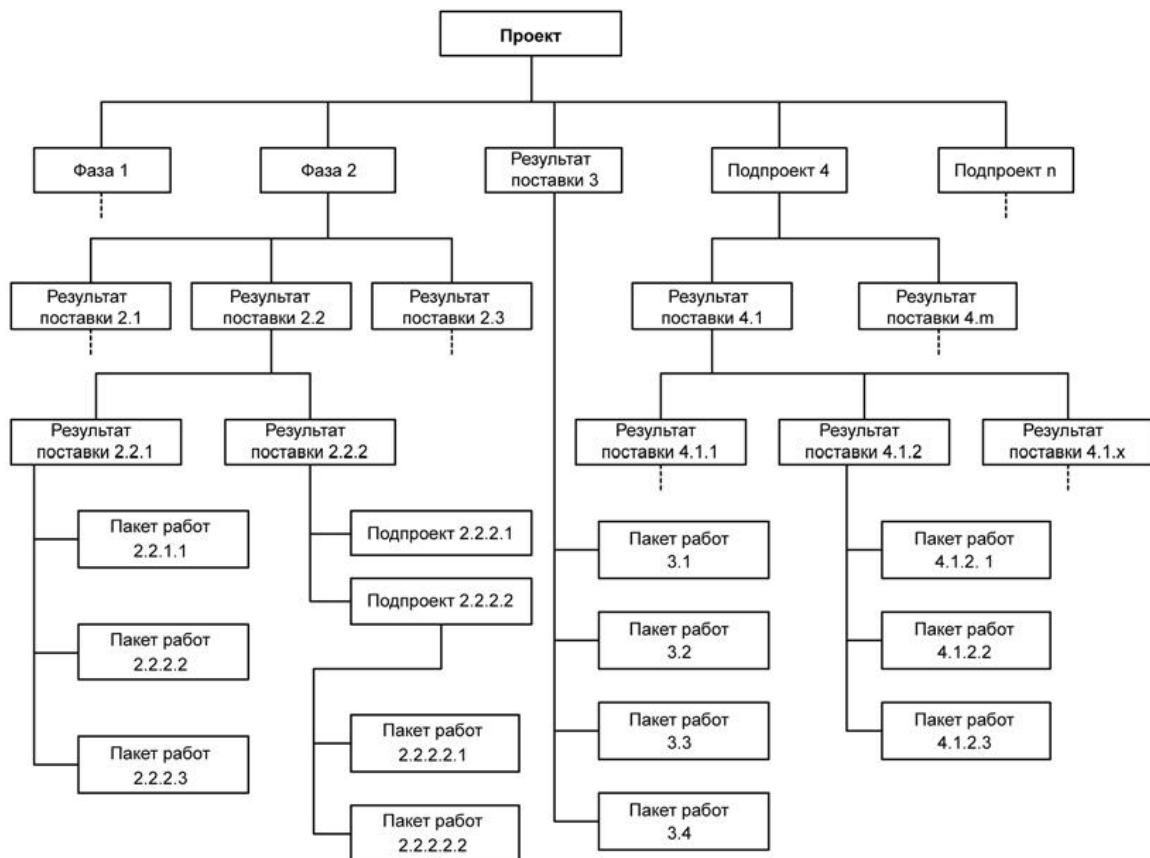 Проект
Фаза 1
Фаза 2
Результат
поставки 3
Подпроект 4
Подпроект n
Результат
поставки 2.1
Результат
поставки 2.2
Результат
поставки 2.3
Результат
поставки 4.1
Результат
поставки 4.m
Результат
поставки 2.2.1
Результат
поставки 2.2.2
Результат
поставки 4.1.1
Результат
поставки 4.1.2
Результат
поставки 4.1.x
Пакет работ
2.2.1.1
Пакет работ
2.2.2.2
Пакет работ
2.2.2.3
Подпроект 2.2.2.1
Подпроект 2.2.2.2
Пакет работ
2.2.2.2.1
Пакет работ
2.2.2.2.2
Пакет работ
3.1
Пакет работ
3.2
Пакет работ
3.3
Пакет работ
3.4
Пакет работ
4.1.2. 1
Пакет работ
4.1.2.2
Пакет работ
4.1.2.3